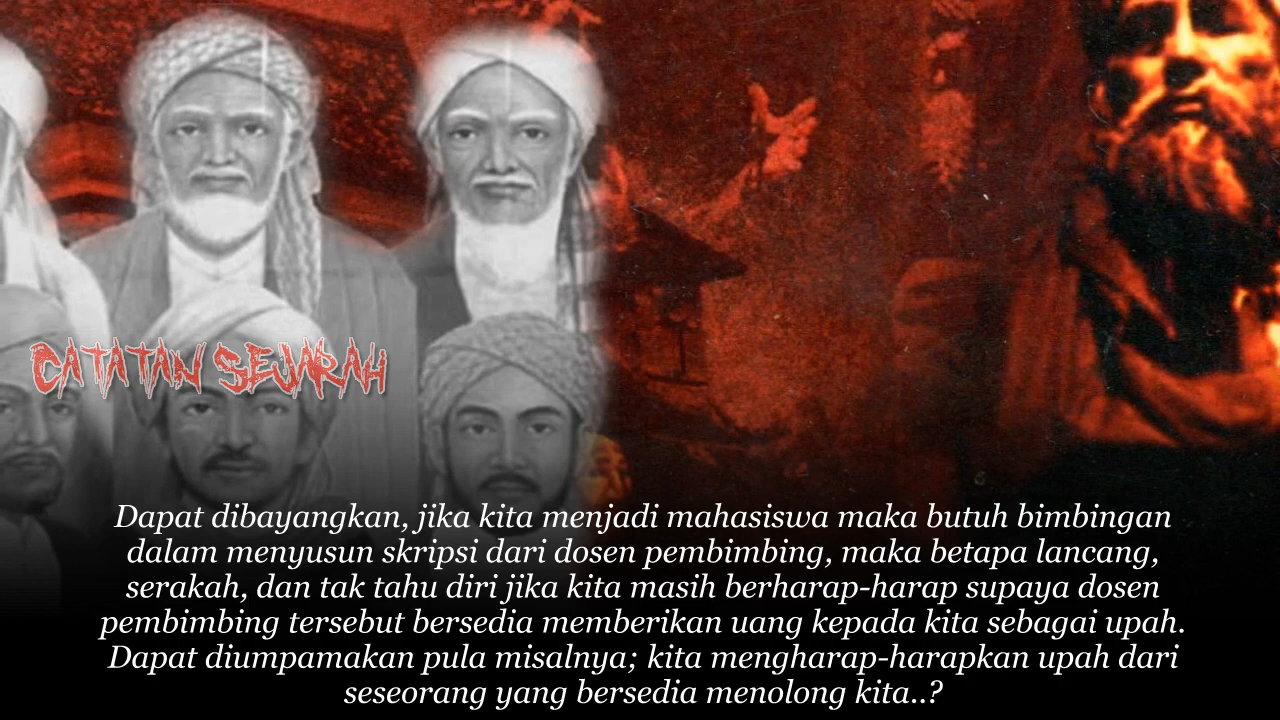 CATATAN SEJARAH
Dapat dibayangkan, jika kita menjadi mahasiswa maka butuh bimbingan
dalam menyusun skripsi dari dosen pembimbing, maka betapa lancang,
serakah, dan tak tahu diri jika kita masih berharap-harap supaya dosen
pembimbing tersebut bersedia memberikan uang kepada kita sebagai upah.
Dapat diumpamakan pula misalnya; kita mengharap-harapkan upah dari
seseorang yang bersedia menolong kita..?